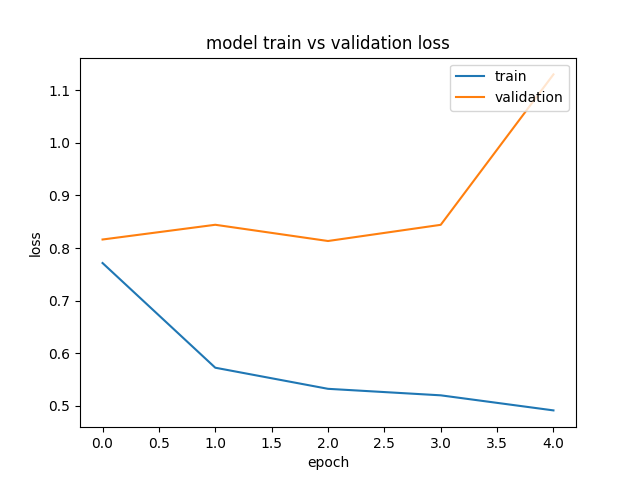 model train vs validation loss
train
validation
1.1
1.0
0.9
0.8
0.7
0.6
0.5
loss
0.0 0.5 1.0 1.5 2.0 2.5 3.0 3.5 4.0
epoch